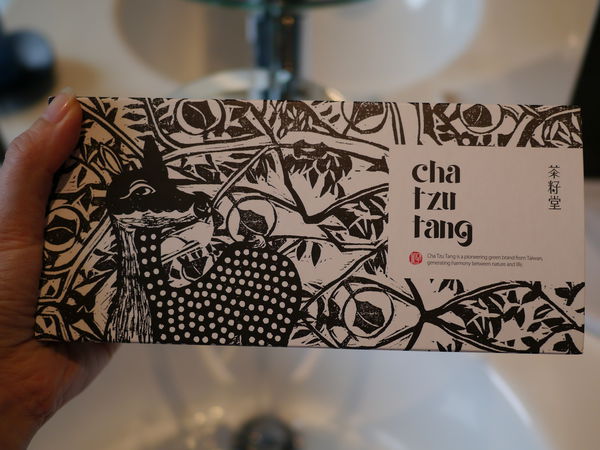 cha
tzu
tang
茶籽堂
Cha Tzu Tang is a pioneering green brand from Taiwan,
generating harmony between nature and life.